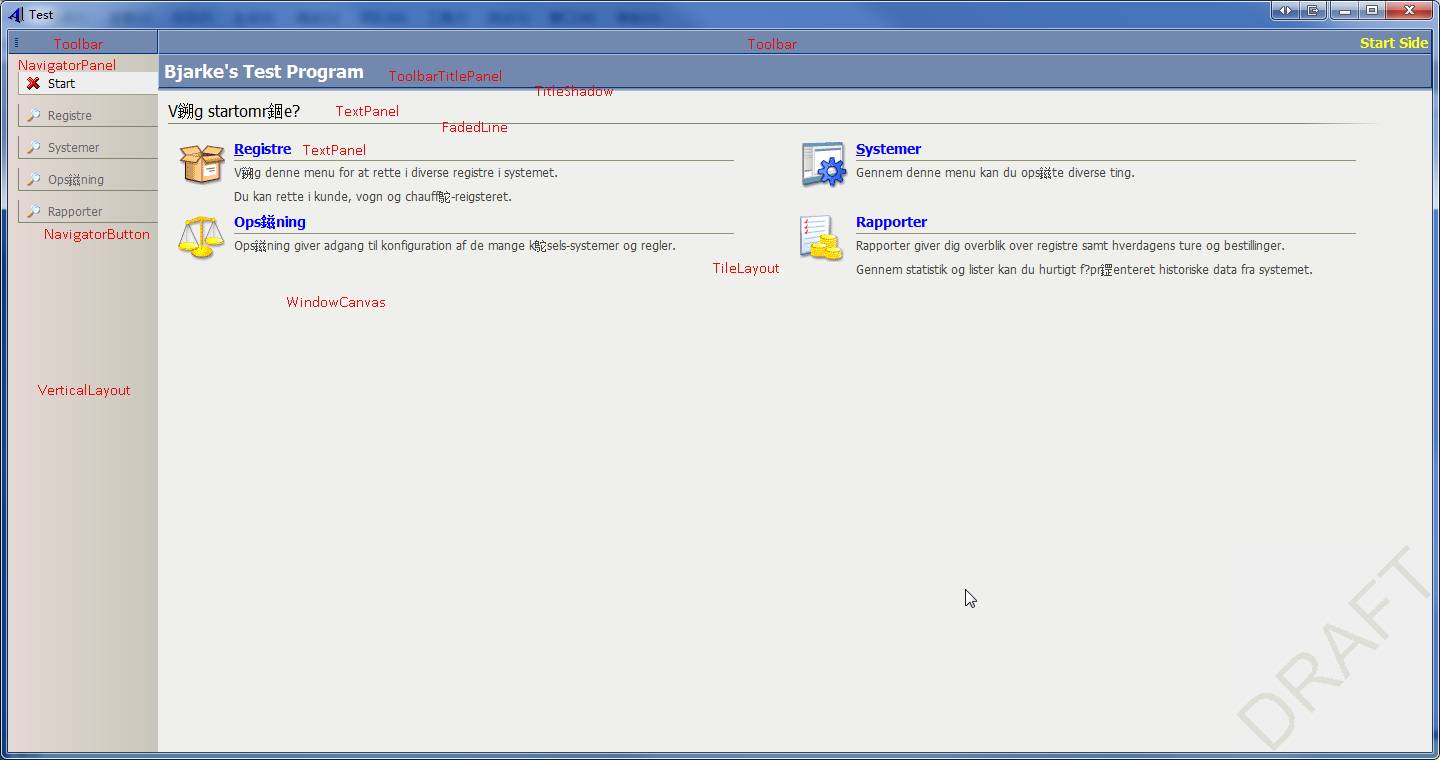 Test
Toolbar
Toolbar
Start Side
NavigatorPanel
Start
Registre
Systemer
Ops鎡ning
Rapporter
NavigatorButton
VerticalLayout
Bjarke's Test Program
ToolbarTitlePanel
TitleShadow
V鎙g startomr錮e?
TextPanel
FadedLine
Registre
TextPanel
V鎙g denne menu for at rette i diverse registre i systemet.
Du kan rette i kunde, vogn og chauff鴕-reigsteret.
Systemer
Gennem denne menu kan du ops鎡te diverse ting.
Ops鎡ning
Ops鎡ning giver adgang til konfiguration af de mange k鴕sels-systemer og regler.
Rapporter
Rapporter giver dig overblik over registre samt hverdagens ture og bestillinger.
Gennem statistik og lister kan du hurtigt f?pr鎠enteret historiske data fra systemet.
TileLayout
WindowCanvas
DRAFT